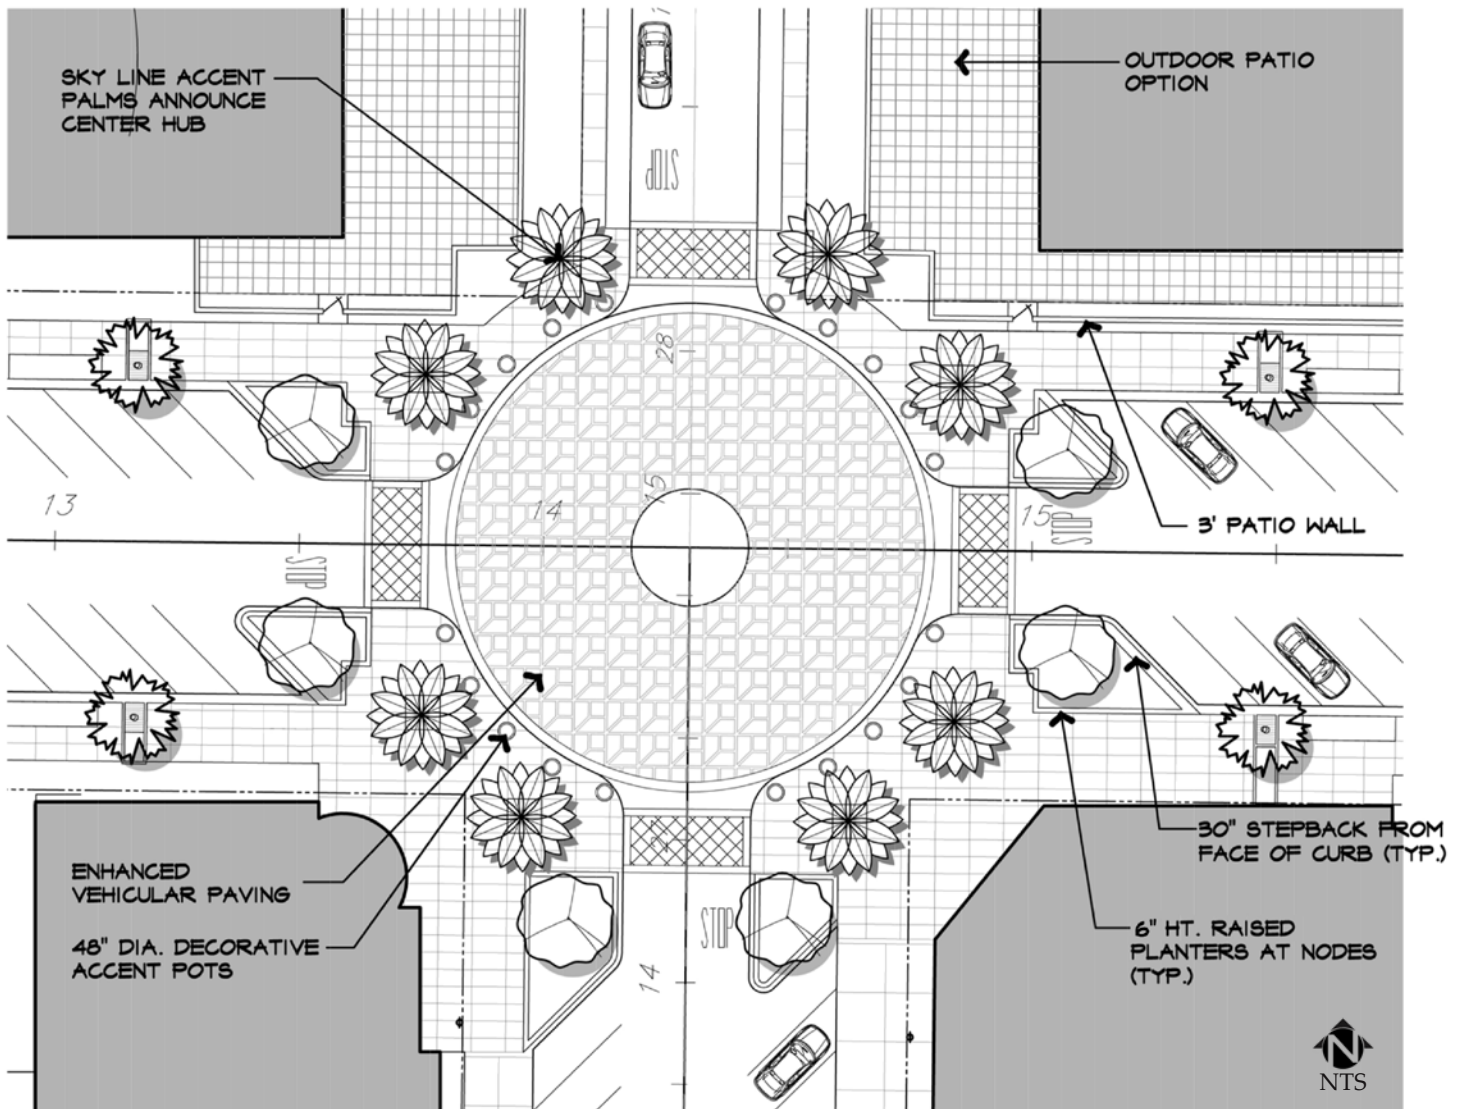 SKY LINE ACCENT
PALMS ANNOUNCE
CENTER HUB
OUTDOOR PATIO
OPTION
STOP
28
13
14
15
15
STOP
STOP
3' PATIO WALL
30" STEPBACK FROM
FACE OF CURB (TYP.)
ENHANCED
VEHICULAR PAVING
48" DIA. DECORATIVE
ACCENT POTS
STOP
14
6" HT. RAISED
PLANTERS AT NODES
(TYP.)
N
NTS